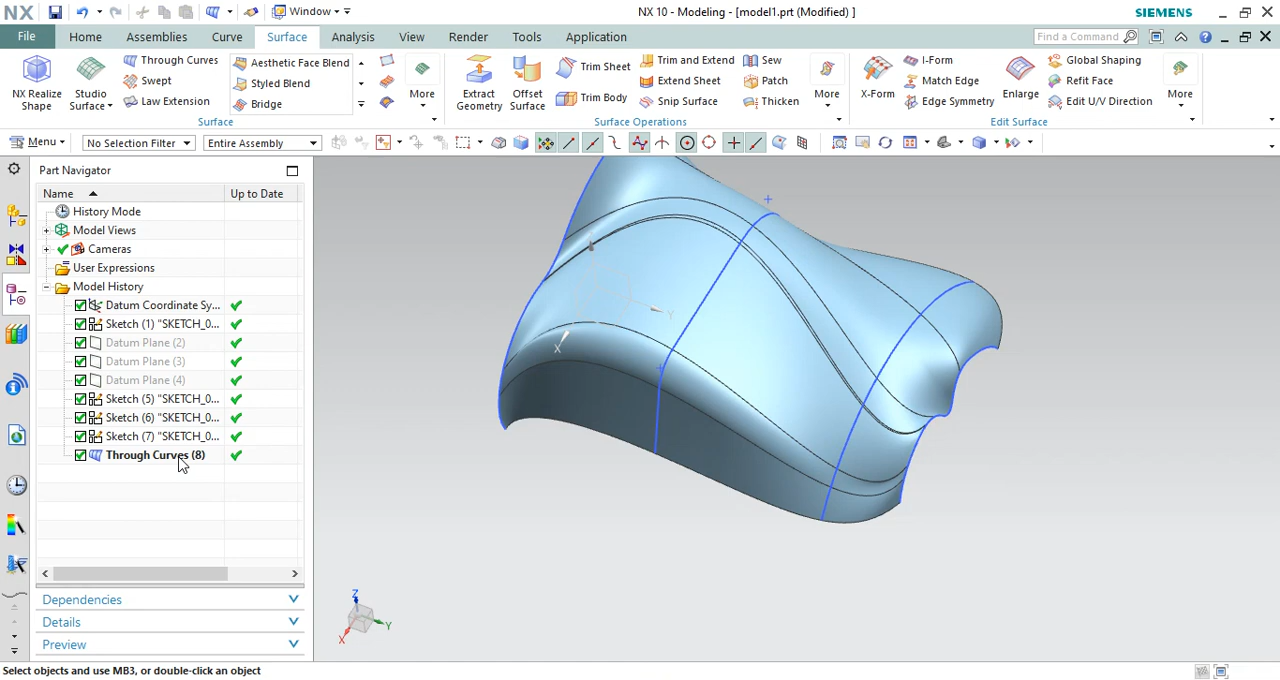 NX
Window
NX 10 - Modeling - [model1.prt (Modified) ]
SIEMENS
File
Home
Assemblies
Curve
Surface
Analysis
View
Render
Tools
Application
Find a Command
NX Realize Shape
Studio Surface
Through Curves
Swept
Law Extension
Aesthetic Face Blend
Styled Blend
Bridge
More
Surface
Extract Geometry
Offset Surface
Trim Sheet
Trim Body
Trim and Extend
Extend Sheet
Snip Surface
Sew
Patch
Thicken
More
Surface Operations
X-Form
I-Form
Match Edge
Edge Symmetry
Enlarge
Global Shaping
Refit Face
Edit U/V Direction
More
Edit Surface
Menu
No Selection Filter
Entire Assembly
Part Navigator
Name
Up to Date
History Mode
Model Views
Cameras
User Expressions
Model History
Datum Coordinate Sy...
Sketch (1) "SKETCH_0...
Datum Plane (2)
Datum Plane (3)
Datum Plane (4)
Sketch (5) "SKETCH_0...
Sketch (6) "SKETCH_0...
Sketch (7) "SKETCH_0...
Through Curves (8)
Dependencies
Details
Preview
Y
X
Z
Y
X
Select objects and use MB3, or double-click an object